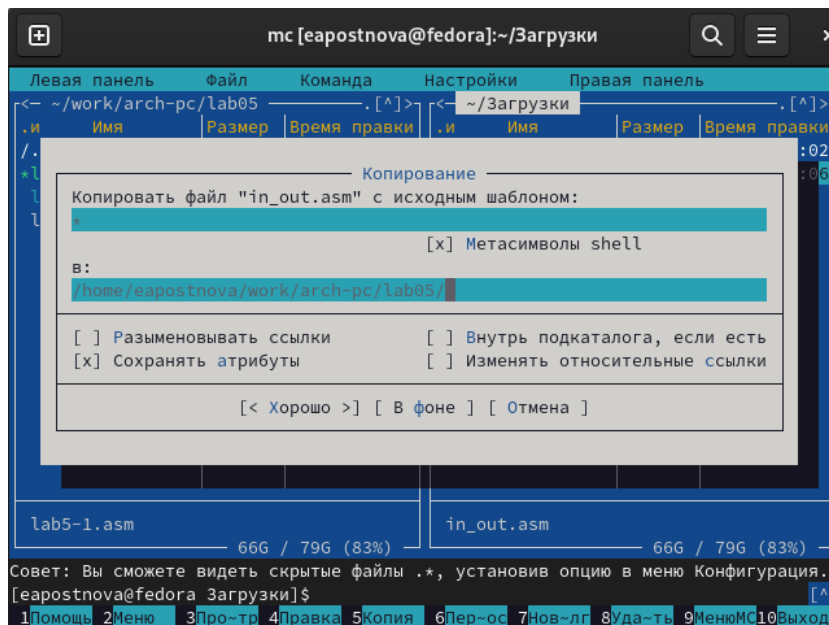 mc [eapostnova@fedora]:~/Загрузки
Левая панель Файл Команда Настройки Правая панель
<— ~/work/arch-pc/lab05 —.[^]> <— ~/Загрузки —.[^]>
.и Имя Размер Время правки .и Имя Размер Время правки
/. :02
*l :06
l
l
Копирование
Копировать файл "in_out.asm" с исходным шаблоном:
*
[x] Метасимволы shell
в:
/home/eapostnova/work/arch-pc/lab05/
[ ] Разыменовывать ссылки [ ] Внутрь подкаталога, если есть
[x] Сохранять атрибуты [ ] Изменять относительные ссылки
[< Хорошо >] [ В фоне ] [ Отмена ]
lab5-1.asm in_out.asm
66G / 79G (83%) 66G / 79G (83%)
Совет: Вы сможете видеть скрытые файлы .*, установив опцию в меню Конфигурация.
[eapostnova@fedora Загрузки]$ [^
1Помощь 2Меню 3Про~тр 4Правка 5Копия 6Пер~ос 7Нов~лг 8Уда~ть 9МенюMC 10Выход